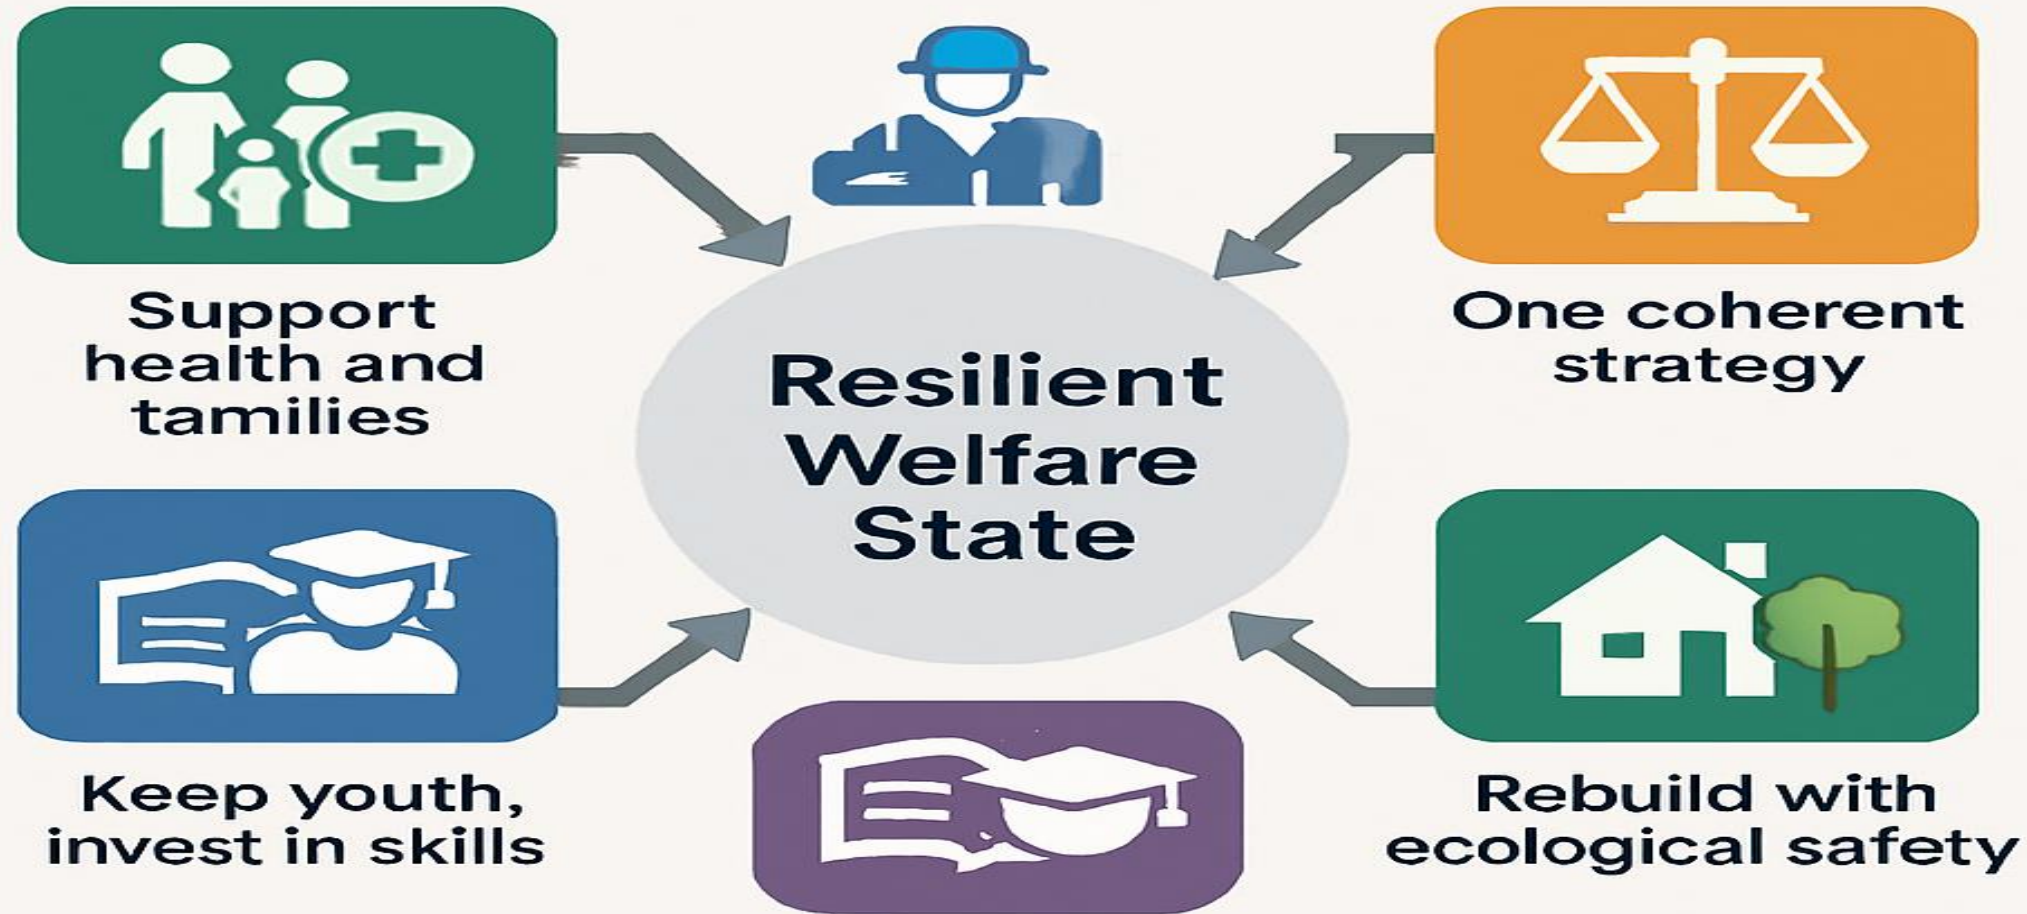 Support
health and
tamilies
One coherent
strategy
Resilient
Welfare
State
Keep youth,
invest in skills
Rebuild with
ecological safety